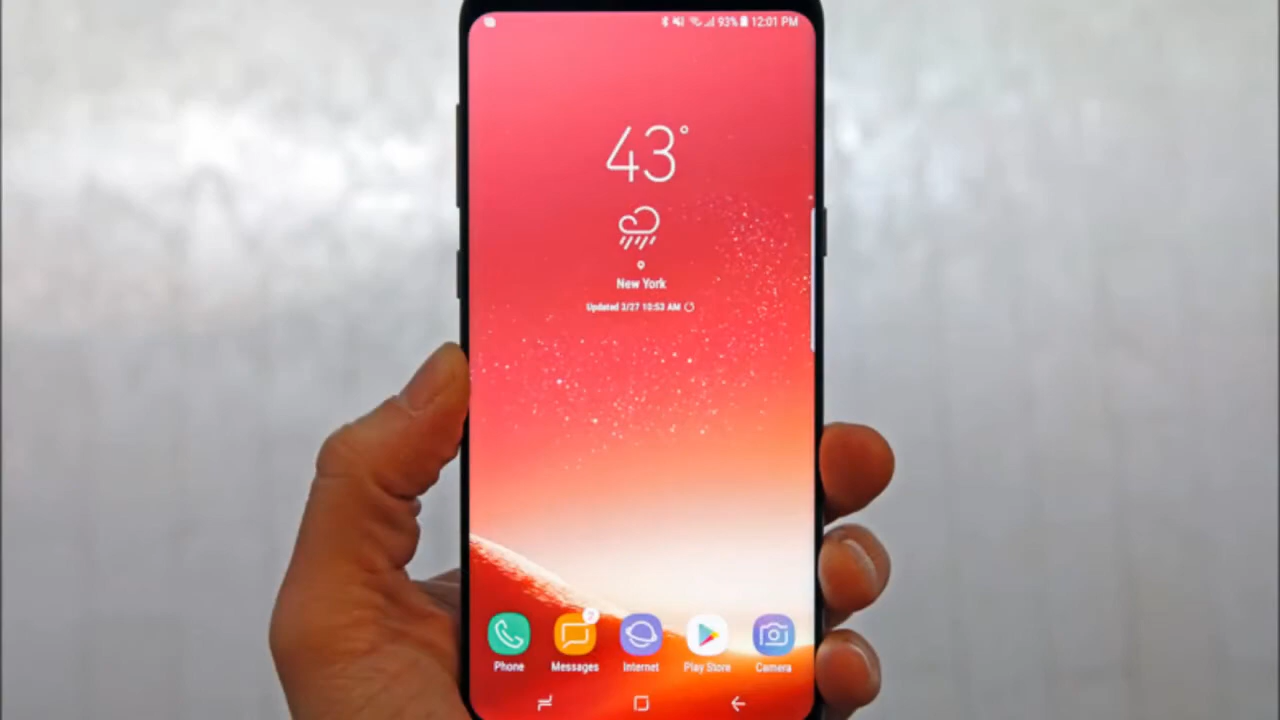 93% 12:01 PM
43°
New York
Updated 3/27 10:53 AM
2
Phone Messages Internet Play Store Camera